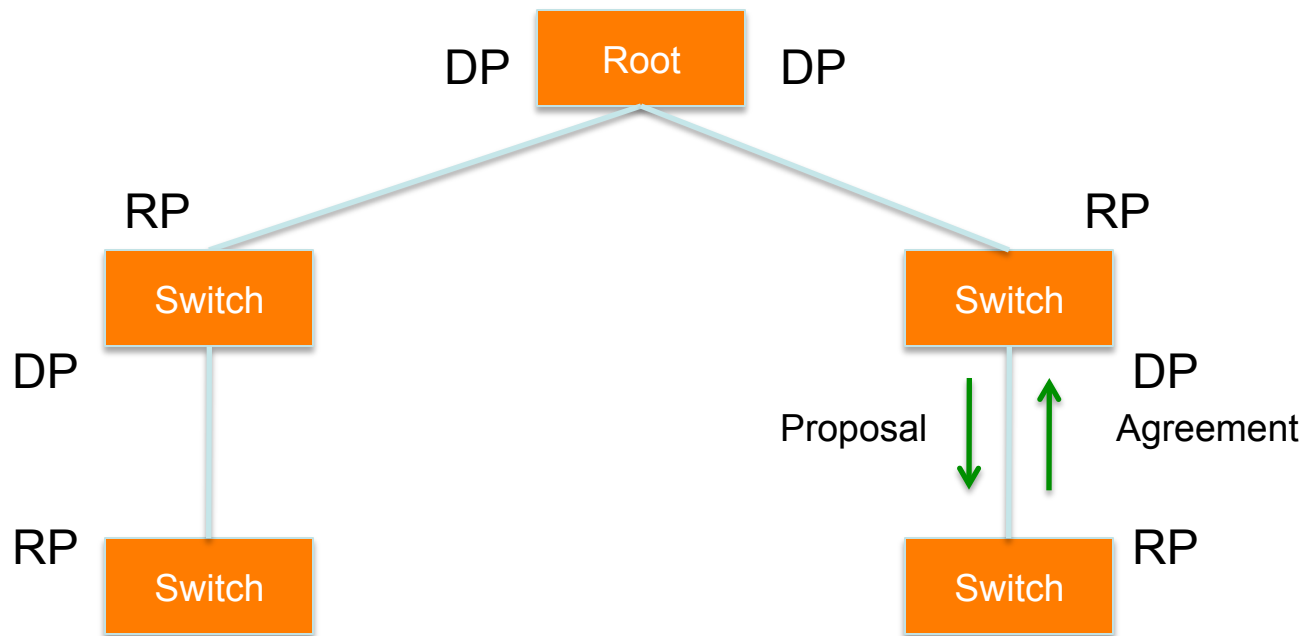 DP
Root
DP
RP
RP
Switch
Switch
DP
DP
Proposal
Agreement
RP
Switch
Switch
RP